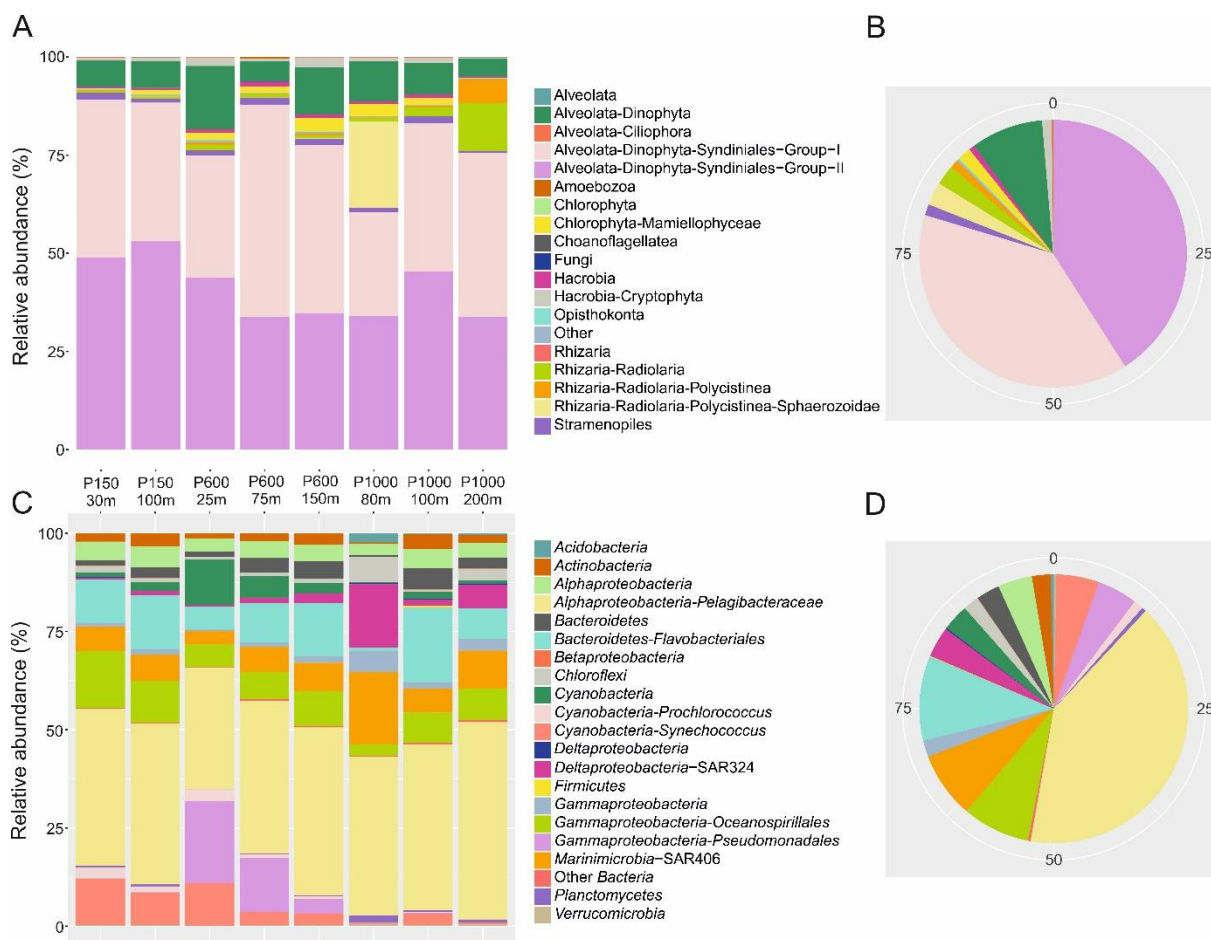 A
B
Relative abundance (%)
100
75
50
25
0
Alveolata
Alveolata-Dinophyta
Alveolata-Ciliophora
Alveolata-Dinophyta-Syndiniales-Group-I
Alveolata-Dinophyta-Syndiniales-Group-II
Amoebozoa
Chlorophyta
Chlorophyta-Mamiellophyceae
Choanoflagellatea
Fungi
Hacrobia
Hacrobia-Cryptophyta
Opisthokonta
Other
Rhizaria
Rhizaria-Radiolaria
Rhizaria-Radiolaria-Polycistinea
Rhizaria-Radiolaria-Polycistinea-Sphaerozoidae
Stramenopiles
0
25
50
75
P150 P150 P600 P600 P600 P1000 P1000 P1000
30m 100m 25m 75m 150m 80m 100m 200m
C
D
Relative abundance (%)
100
75
50
25
0
Acidobacteria
Actinobacteria
Alphaproteobacteria
Alphaproteobacteria-Pelagibacteraceae
Bacteroidetes
Bacteroidetes-Flavobacteriales
Betaproteobacteria
Chloroflexi
Cyanobacteria
Cyanobacteria-Prochlorococcus
Cyanobacteria-Synechococcus
Deltaproteobacteria
Deltaproteobacteria-SAR324
Firmicutes
Gammaproteobacteria
Gammaproteobacteria-Oceanospirillales
Gammaproteobacteria-Pseudomonadales
Marinimicrobia-SAR406
Other Bacteria
Planctomycetes
Verrucomicrobia
0
25
50
75